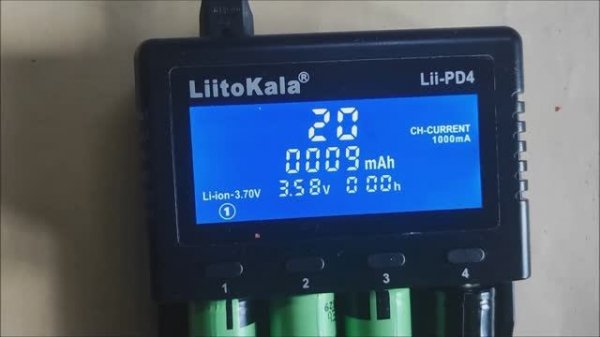 LiitoKala®
Lii-PD4
20
CH-CURRENT
1000mA
0009 mAh
Li-ion-3.70V
3.58v 0 00h
1
1
2
3
4